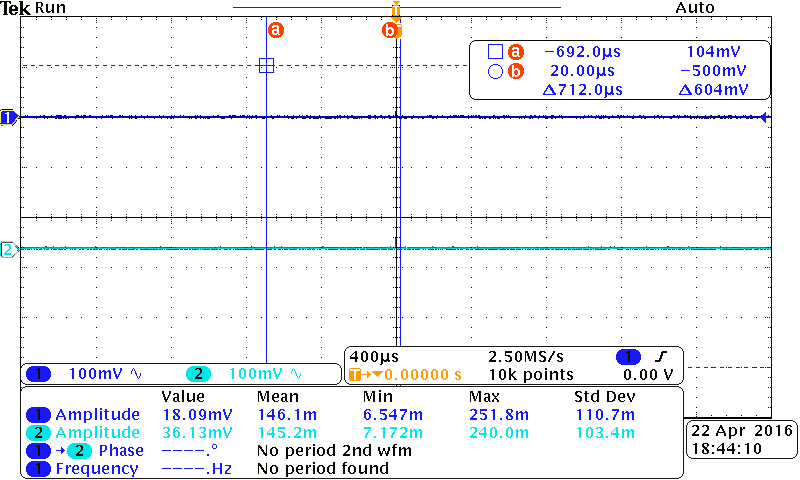 Tek Run Auto
T
a b
a −692.0µs 104mV
b 20.00µs −500mV
Δ712.0µs Δ604mV
1
2
1 100mV ∿ 2 100mV ∿
400µs 2.50MS/s 1
T→▼0.00000 s 10k points 0.00 V
Value Mean Min Max Std Dev
1 Amplitude 18.09mV 146.1m 6.547m 251.8m 110.7m
2 Amplitude 36.13mV 145.2m 7.172m 240.0m 103.4m
1 → 2 Phase ––––.° No period 2nd wfm
1 Frequency ––––.Hz No period found
22 Apr 2016
18:44:10